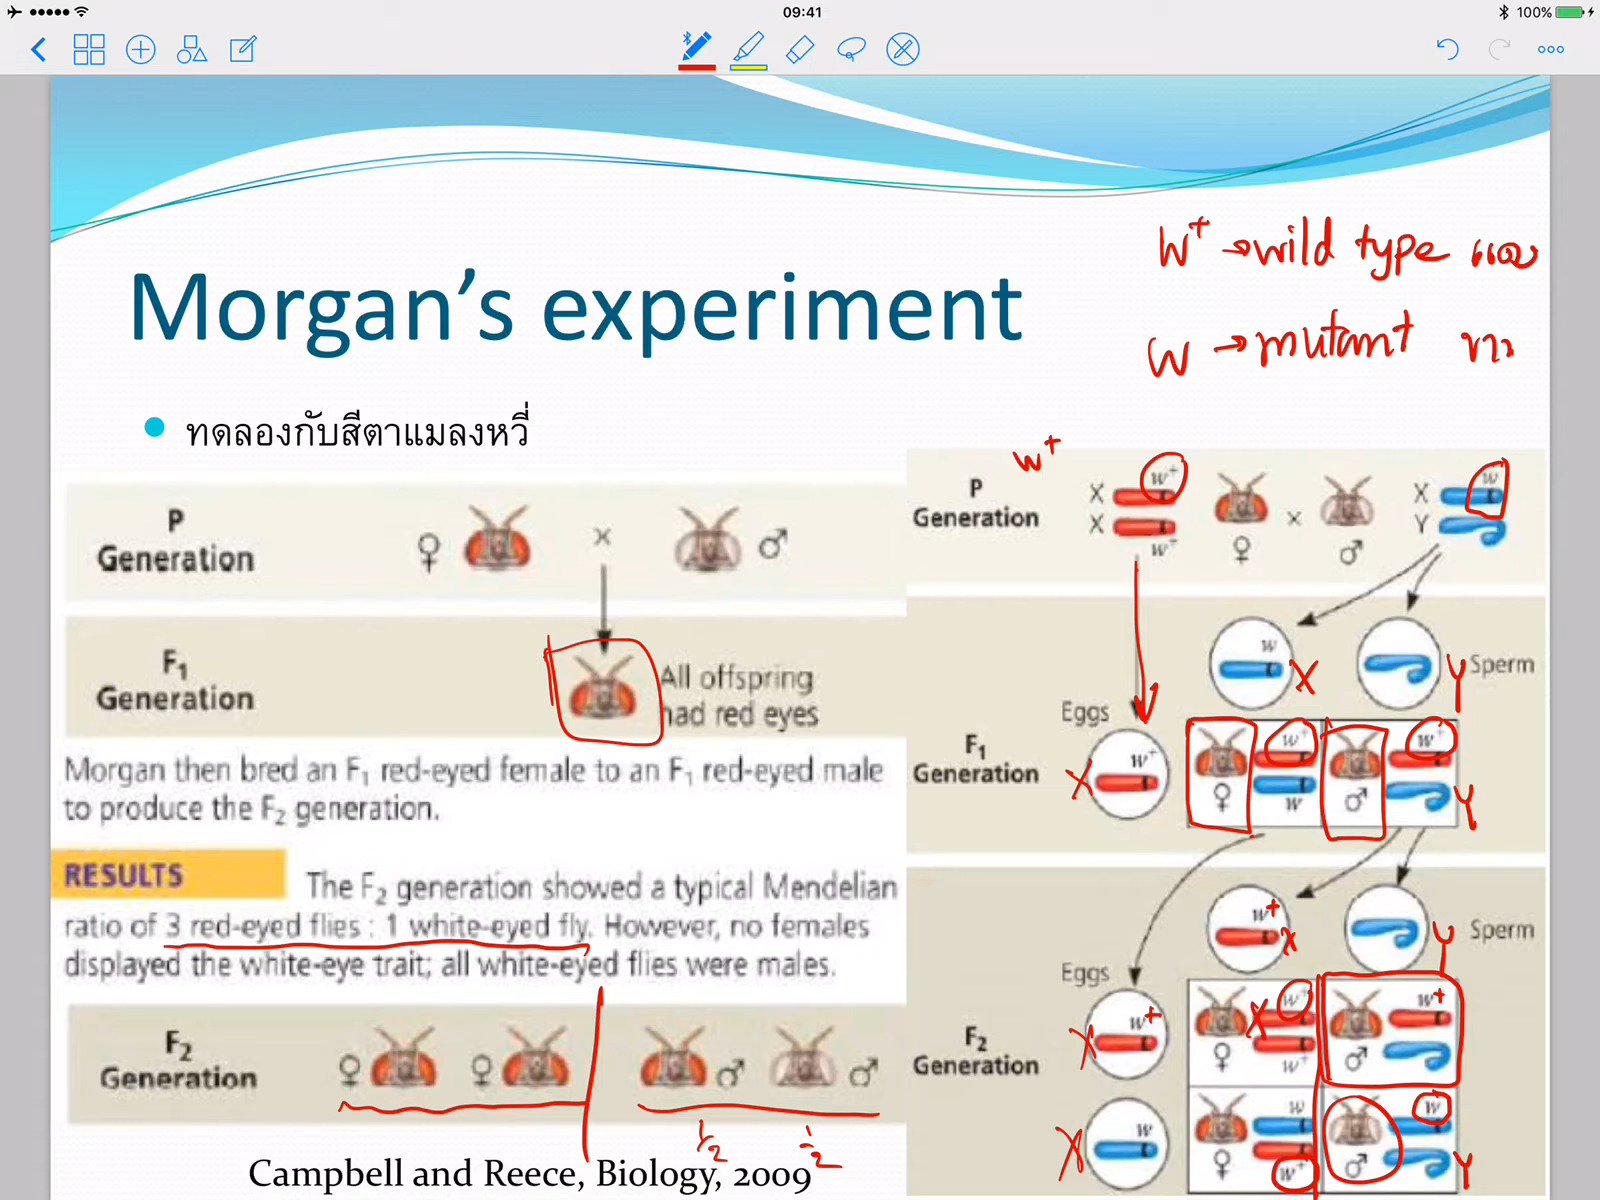 09:41
100%
w+ → wild type แดง
w → mutant ขาว
Morgan's experiment
ทดลองกับสีตาแมลงหวี่
P
Generation
♀ × ♂
F1
Generation
All offspring
had red eyes
Morgan then bred an F1 red-eyed female to an F1 red-eyed male
to produce the F2 generation.
RESULTS
The F2 generation showed a typical Mendelian
ratio of 3 red-eyed flies : 1 white-eyed fly. However, no females
displayed the white-eye trait; all white-eyed flies were males.
F2
Generation
♀ ♀ ♂ ♂
1/2 1/2
Campbell and Reece, Biology, 2009
w+
P
Generation
X w+
X w+
♀ × ♂
X w
Y
w X
Y Sperm
Eggs
F1
Generation
X w+
♀ w+ w
♂ w+ Y
w+ X
Y Sperm
Eggs
F2
Generation
X w+
♀ X w+ w+
♂ w+
X w
♀ w w+
♂ w Y